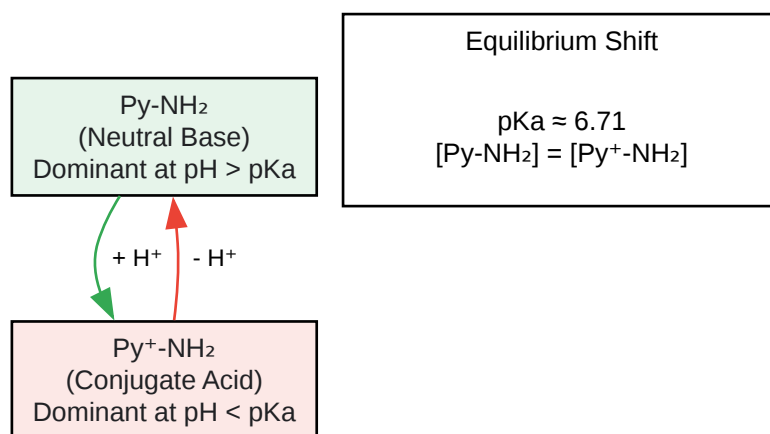 Equilibrium Shift
pKa ≈ 6.71
[Py-NH₂] = [Py⁺-NH₂]
Py-NH₂
(Neutral Base)
Dominant at pH > pKa
+ H⁺
- H⁺
Py⁺-NH₂
(Conjugate Acid)
Dominant at pH < pKa